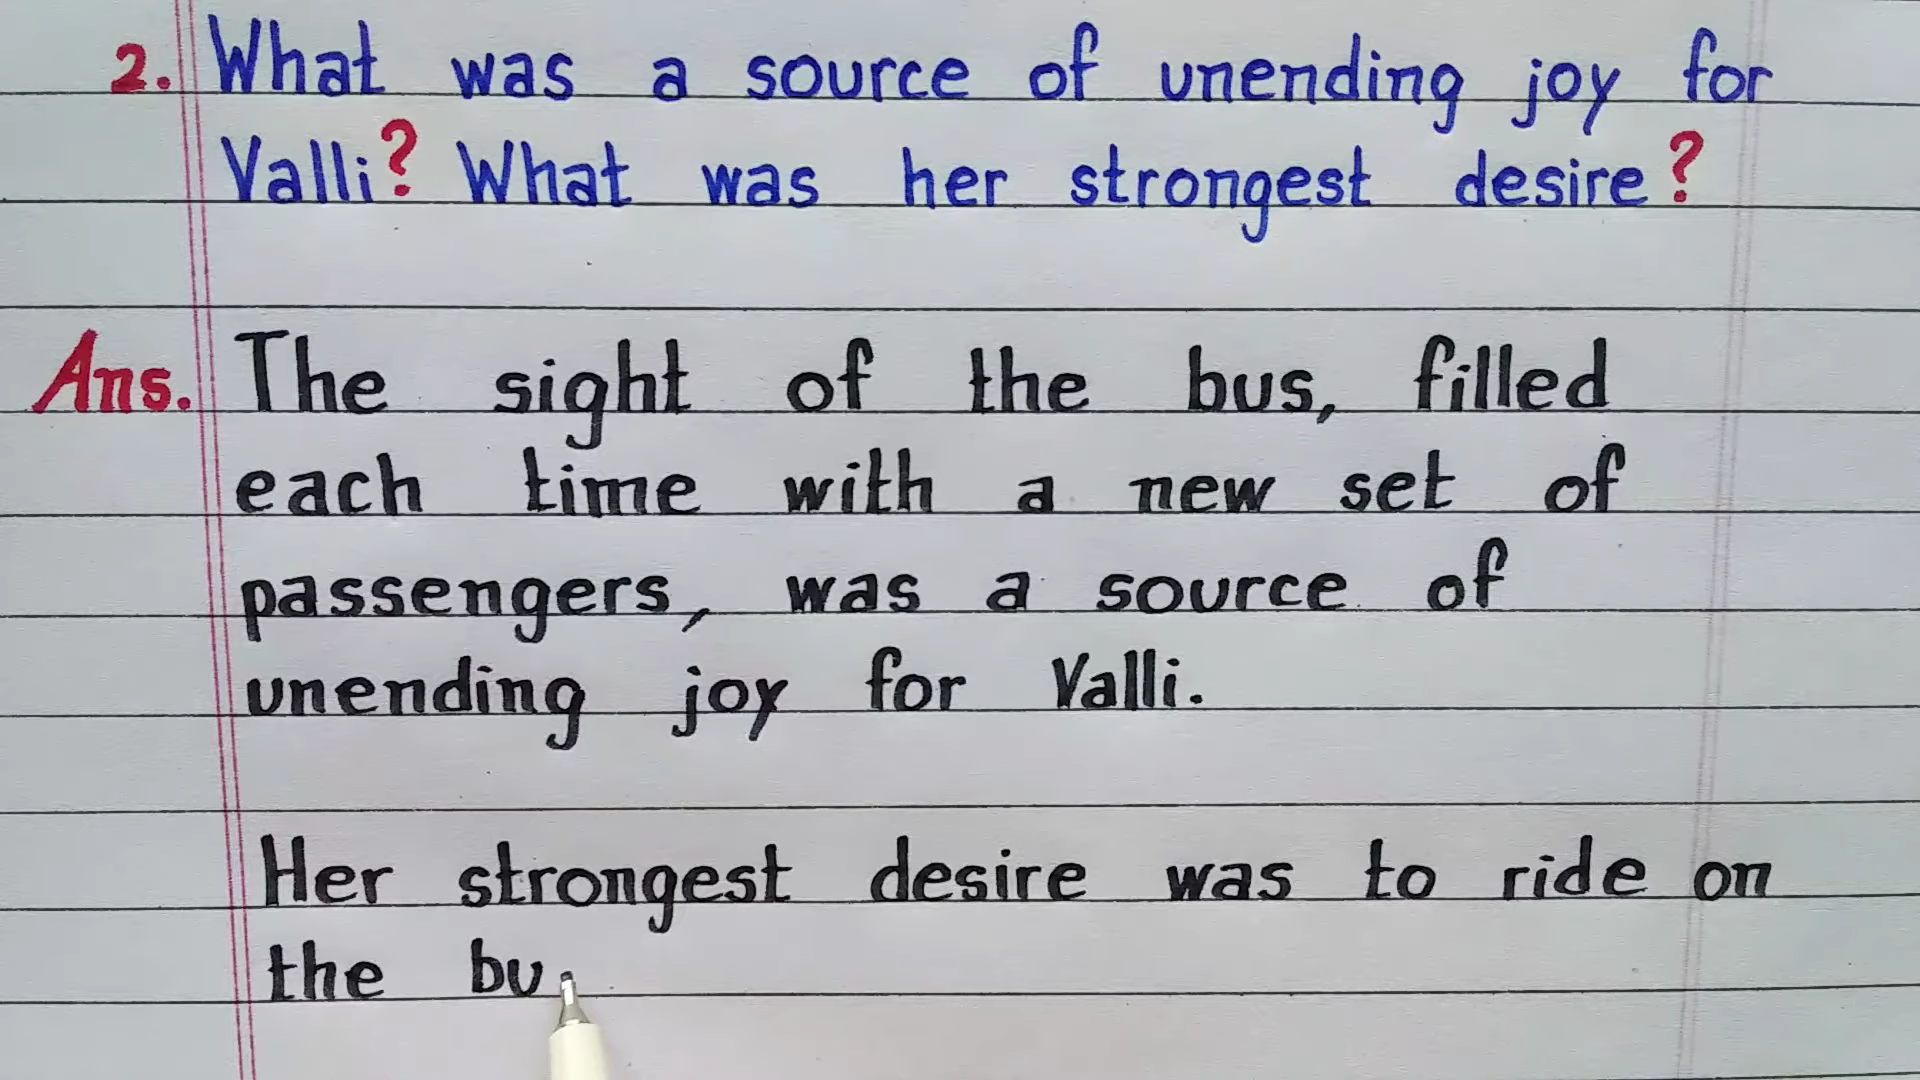 2. What was a source of unending joy for
Valli? What was her strongest desire?
Ans. The sight of the bus, filled
each time with a new set of
passengers, was a source of
unending joy for Valli.
Her strongest desire was to ride on
the bu